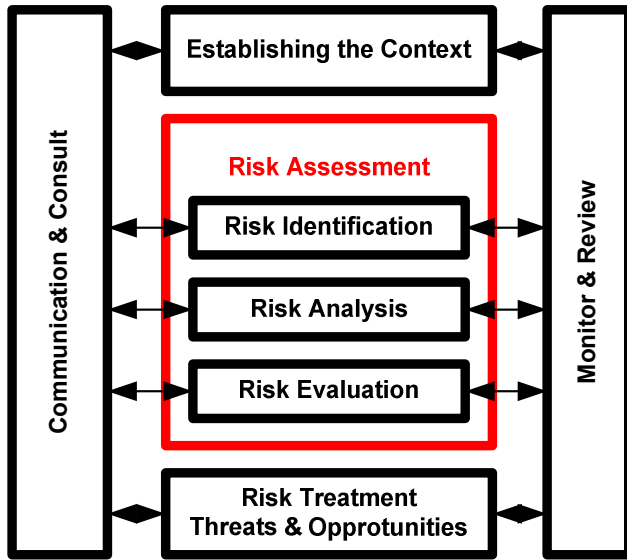 Establishing the Context
Communication & Consult
Risk Assessment
Risk Identification
Risk Analysis
Risk Evaluation
Monitor & Review
Risk Treatment
Threats & Opprotunities